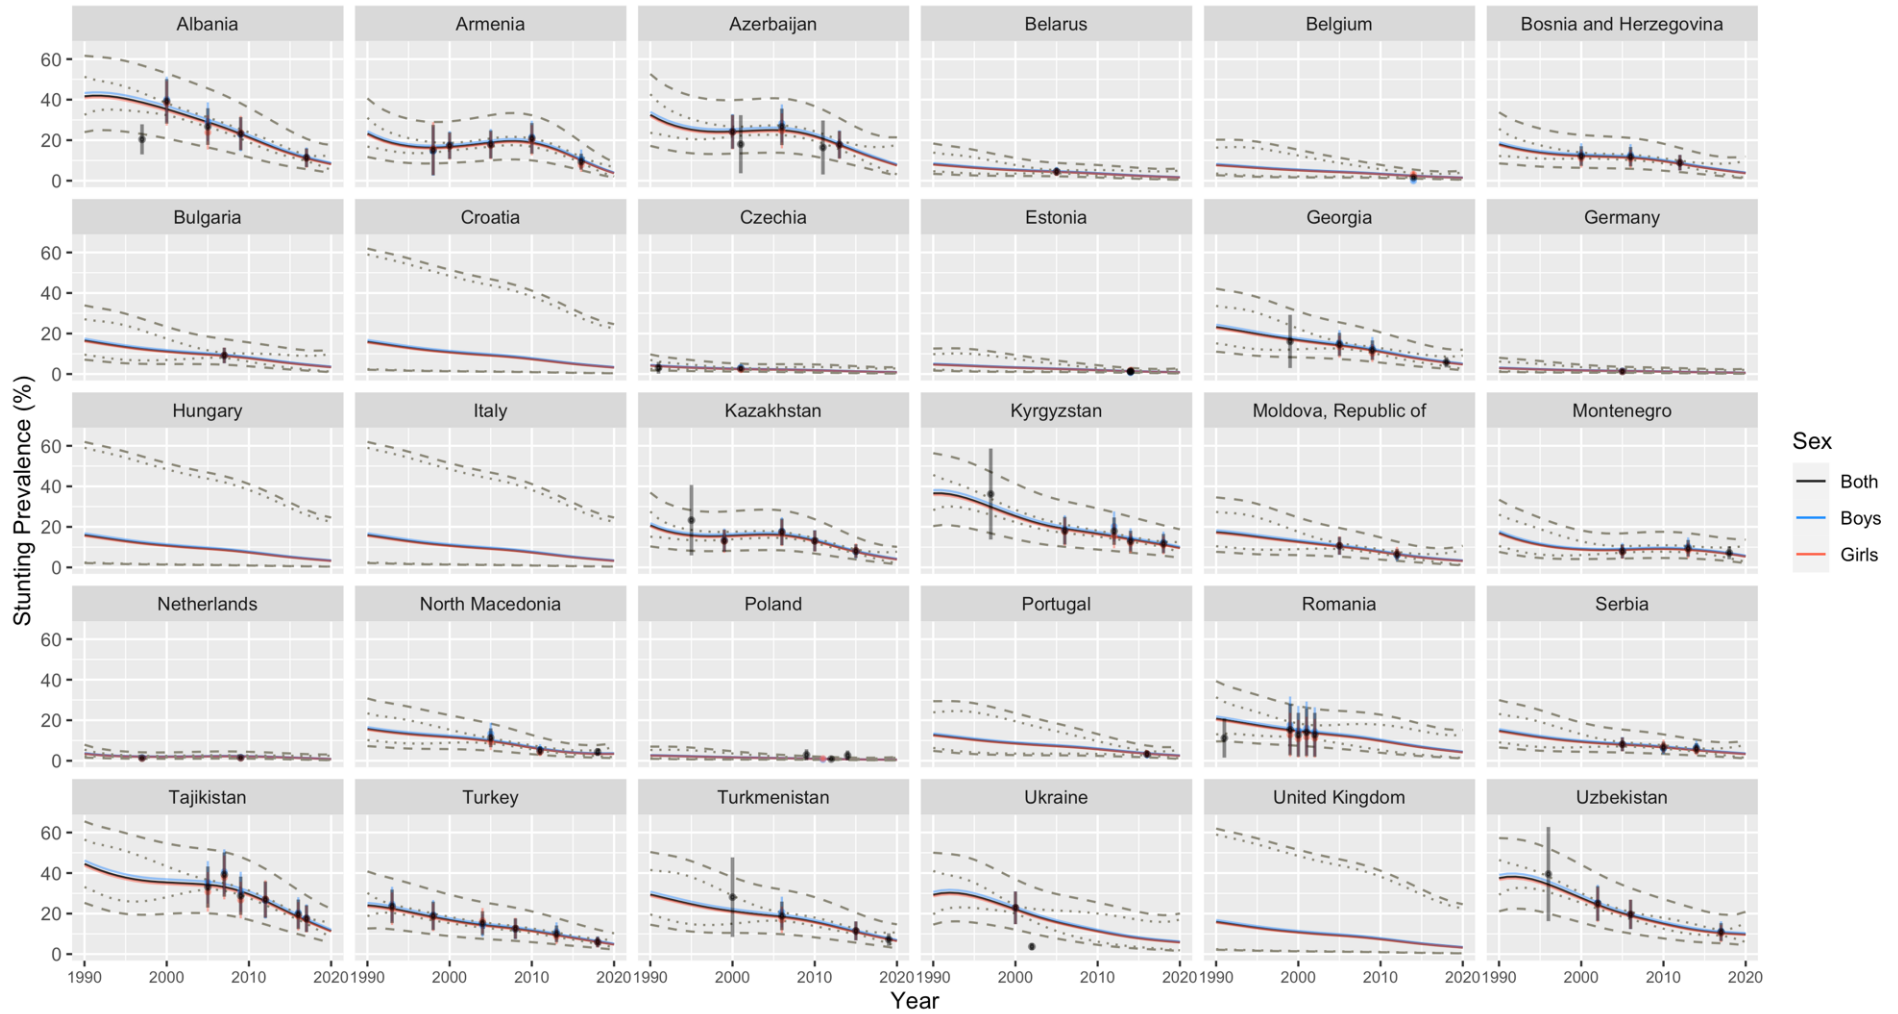 Albania Armenia Azerbaijan Belarus Belgium Bosnia and Herzegovina
60
40
20
0
Bulgaria Croatia Czechia Estonia Georgia Germany
60
40
20
0
Hungary Italy Kazakhstan Kyrgyzstan Moldova, Republic of Montenegro
60
40
20
0
Netherlands North Macedonia Poland Portugal Romania Serbia
60
40
20
0
Tajikistan Turkey Turkmenistan Ukraine United Kingdom Uzbekistan
60
40
20
0
1990 2000 2010 2020 1990 2000 2010 2020 1990 2000 2010 2020 1990 2000 2010 2020 1990 2000 2010 2020 1990 2000 2010 2020
Year
Stunting Prevalence (%)
Sex
Both
Boys
Girls